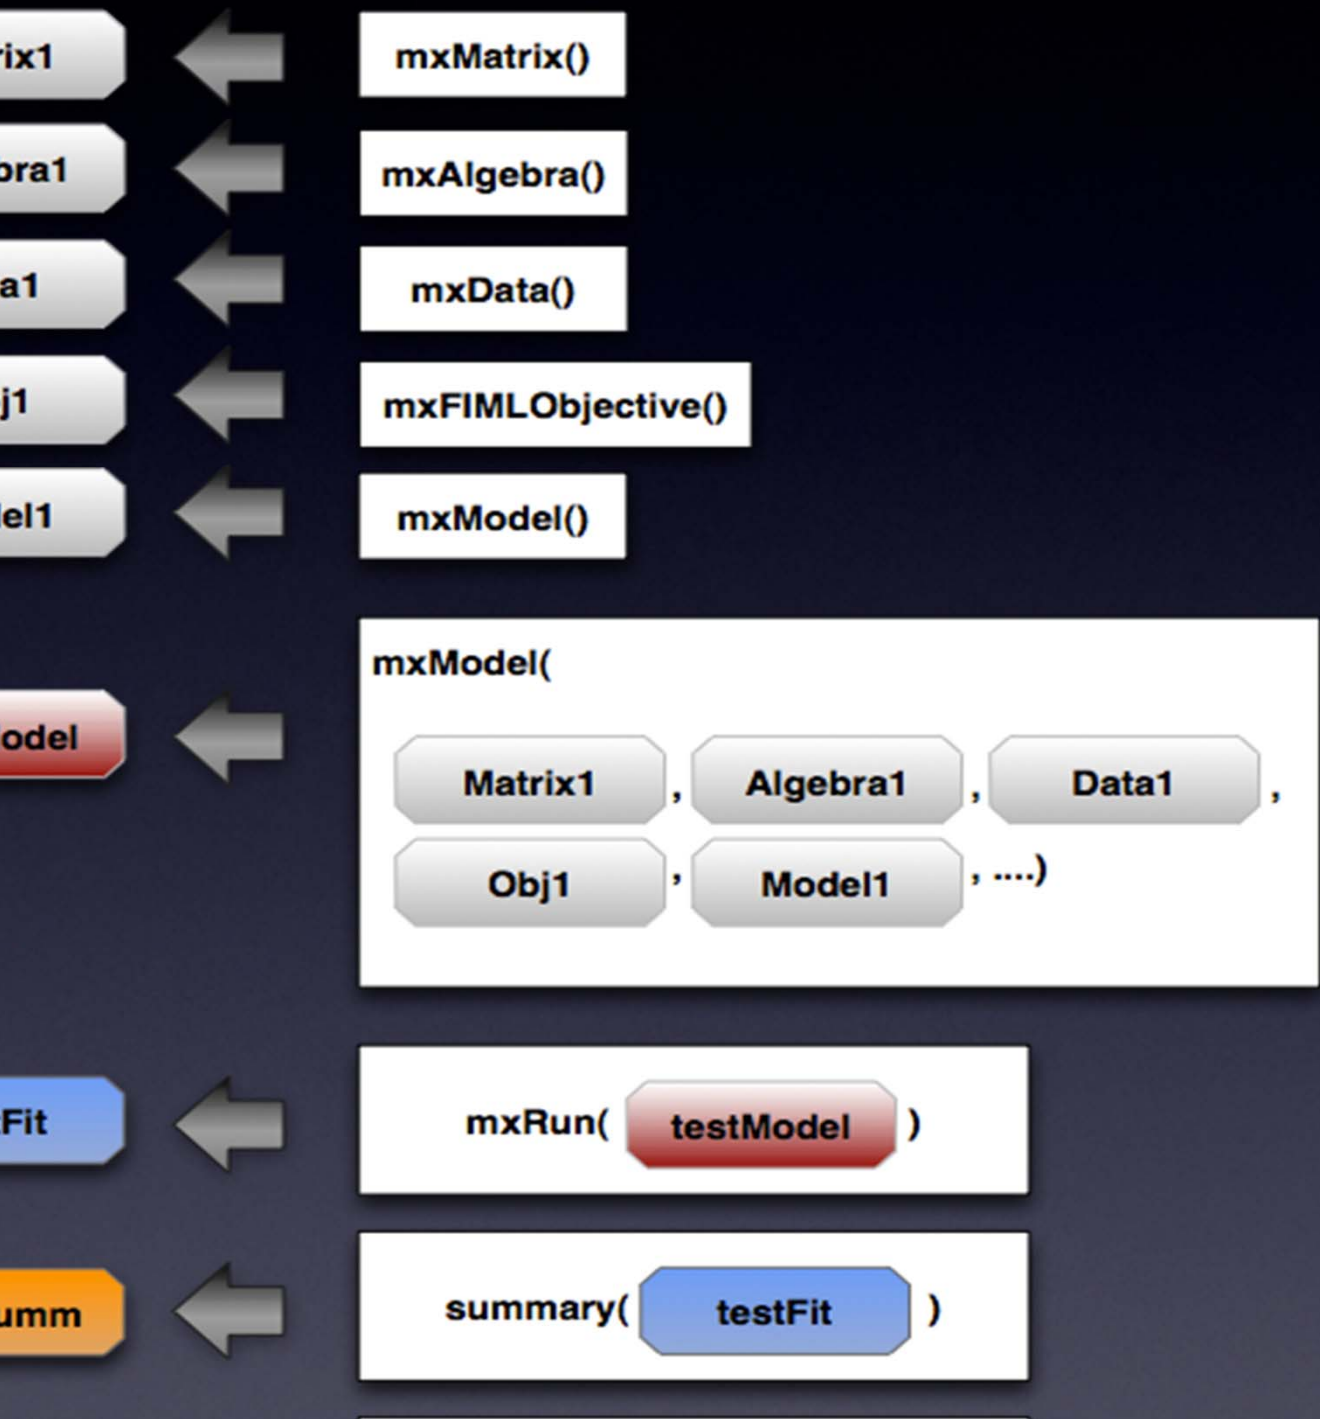 rix1 mxMatrix()
bra1 mxAlgebra()
a1 mxData()
j1 mxFIMLObjective()
el1 mxModel()
mxModel(
odel
Matrix1 , Algebra1 , Data1 ,
Obj1 , Model1 , ....)
Fit mxRun( testModel )
umm summary( testFit )